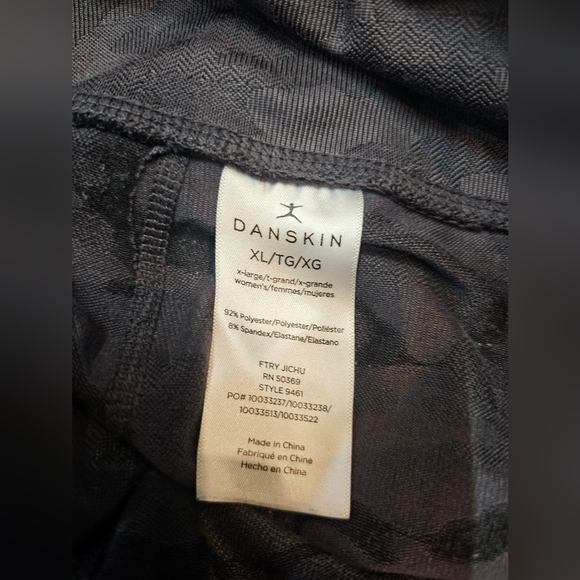 DANSKIN
XL/TG/XG
x-large/t-grand/x-grande
women's/femmes/mujeres
92% Polyester/Polyester/Poliéster
8% Spandex/Elastane/Elastano
FTRY JICHU
RN 50369
STYLE 9461
PO# 10033237/10033238/
10033513/10033522
Made in China
Fabriqué en Chine
Hecho en China